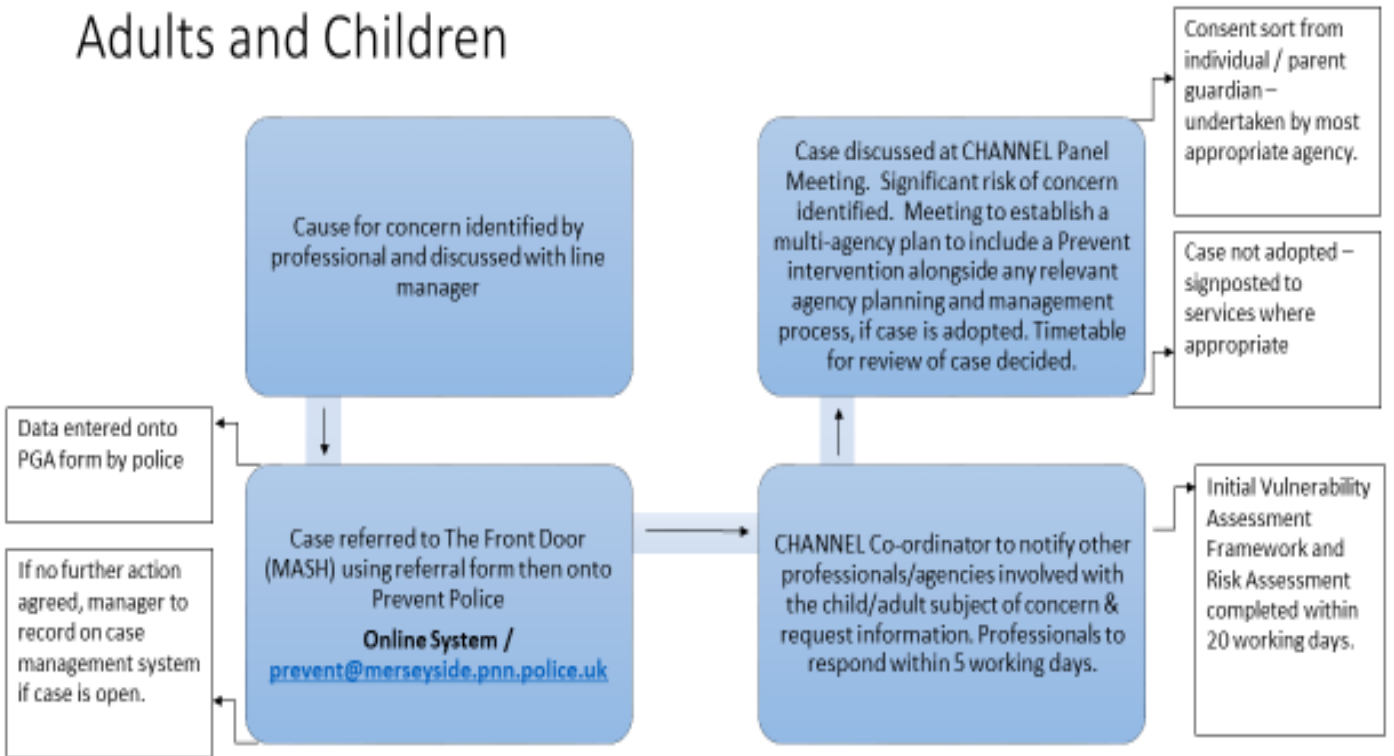 Adults and Children
Cause for concern identified by
professional and discussed with line
manager
Data entered onto
PGA form by police
If no further action
agreed, manager to
record on case
management system
if case is open.
Case referred to The Front Door
(MASH) using referral form then onto
Prevent Police
Online System /
prevent@merseyside.pnn.police.uk
CHANNEL Co-ordinator to notify other
professionals/agencies involved with
the child/adult subject of concern &
request information. Professionals to
respond within 5 working days.
Initial Vulnerability
Assessment
Framework and
Risk Assessment
completed within
20 working days.
Case discussed at CHANNEL Panel
Meeting. Significant risk of concern
identified. Meeting to establish a
multi-agency plan to include a Prevent
intervention alongside any relevant
agency planning and management
process, if case is adopted. Timetable
for review of case decided.
Consent sort from
individual / parent
guardian –
undertaken by most
appropriate agency.
Case not adopted –
signposted to
services where
appropriate